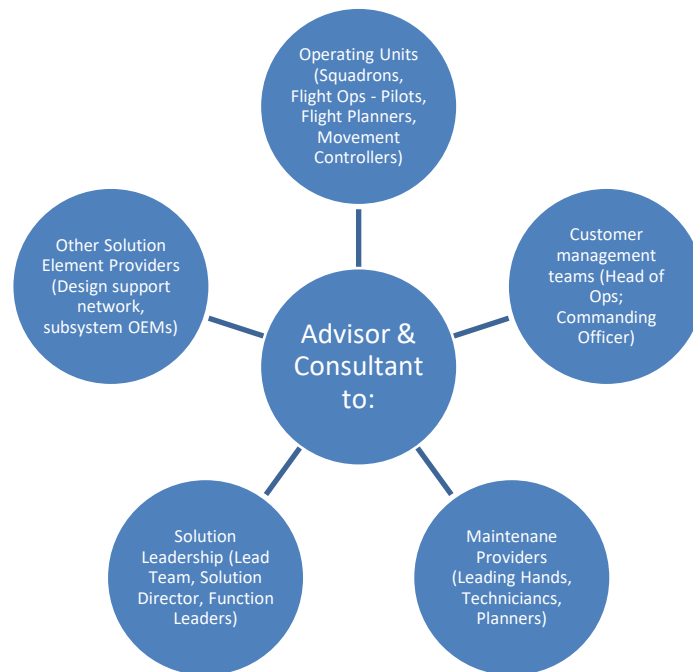 Operating Units
(Squadrons,
Flight Ops - Pilots,
Flight Planners,
Movement
Controllers)
Other Solution
Element Providers
(Design support
network,
subsystem OEMs)
Customer
management
teams (Head of
Ops;
Commanding
Officer)
Advisor &
Consultant
to:
Solution
Leadership (Lead
Team, Solution
Director, Function
Leaders)
Maintenane
Providers
(Leading Hands,
Techniciancs,
Planners)